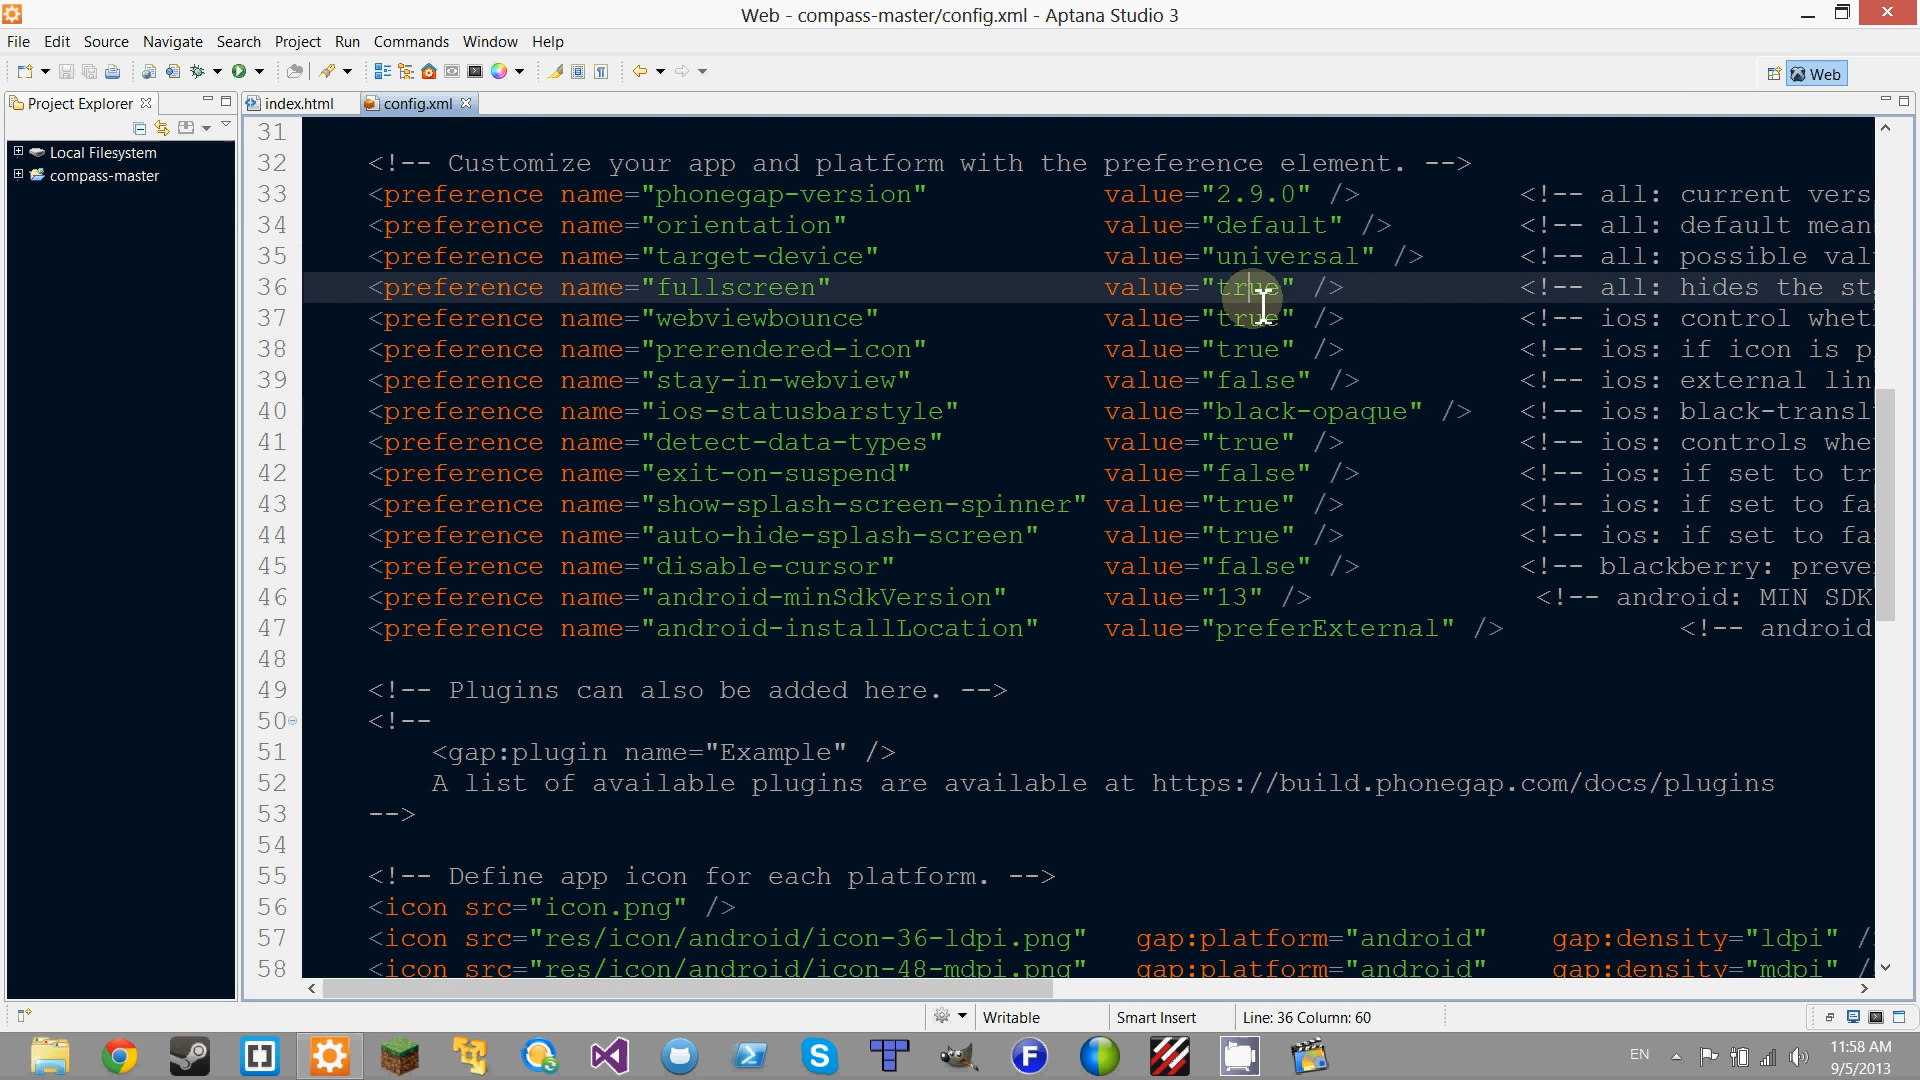 Web - compass-master/config.xml - Aptana Studio 3
File Edit Source Navigate Search Project Run Commands Window Help
Web
Project Explorer
index.html
config.xml
Local Filesystem
compass-master
31
32 <!-- Customize your app and platform with the preference element. -->
33 <preference name="phonegap-version" value="2.9.0" /> <!-- all: current vers
34 <preference name="orientation" value="default" /> <!-- all: default mean
35 <preference name="target-device" value="universal" /> <!-- all: possible val
36 <preference name="fullscreen" value="true" /> <!-- all: hides the st
37 <preference name="webviewbounce" value="true" /> <!-- ios: control whet
38 <preference name="prerendered-icon" value="true" /> <!-- ios: if icon is p
39 <preference name="stay-in-webview" value="false" /> <!-- ios: external lin
40 <preference name="ios-statusbarstyle" value="black-opaque" /> <!-- ios: black-transl
41 <preference name="detect-data-types" value="true" /> <!-- ios: controls whe
42 <preference name="exit-on-suspend" value="false" /> <!-- ios: if set to tr
43 <preference name="show-splash-screen-spinner" value="true" /> <!-- ios: if set to fa
44 <preference name="auto-hide-splash-screen" value="true" /> <!-- ios: if set to fa
45 <preference name="disable-cursor" value="false" /> <!-- blackberry: preve
46 <preference name="android-minSdkVersion" value="13" /> <!-- android: MIN SDK
47 <preference name="android-installLocation" value="preferExternal" /> <!-- android
48
49 <!-- Plugins can also be added here. -->
50 <!--
51 <gap:plugin name="Example" />
52 A list of available plugins are available at https://build.phonegap.com/docs/plugins
53 -->
54
55 <!-- Define app icon for each platform. -->
56 <icon src="icon.png" />
57 <icon src="res/icon/android/icon-36-ldpi.png" gap:platform="android" gap:density="ldpi" /
58 <icon src="res/icon/android/icon-48-mdpi.png" gap:platform="android" gap:density="mdpi" /
Writable
Smart Insert
Line: 36 Column: 60
EN
11:58 AM
9/5/2013